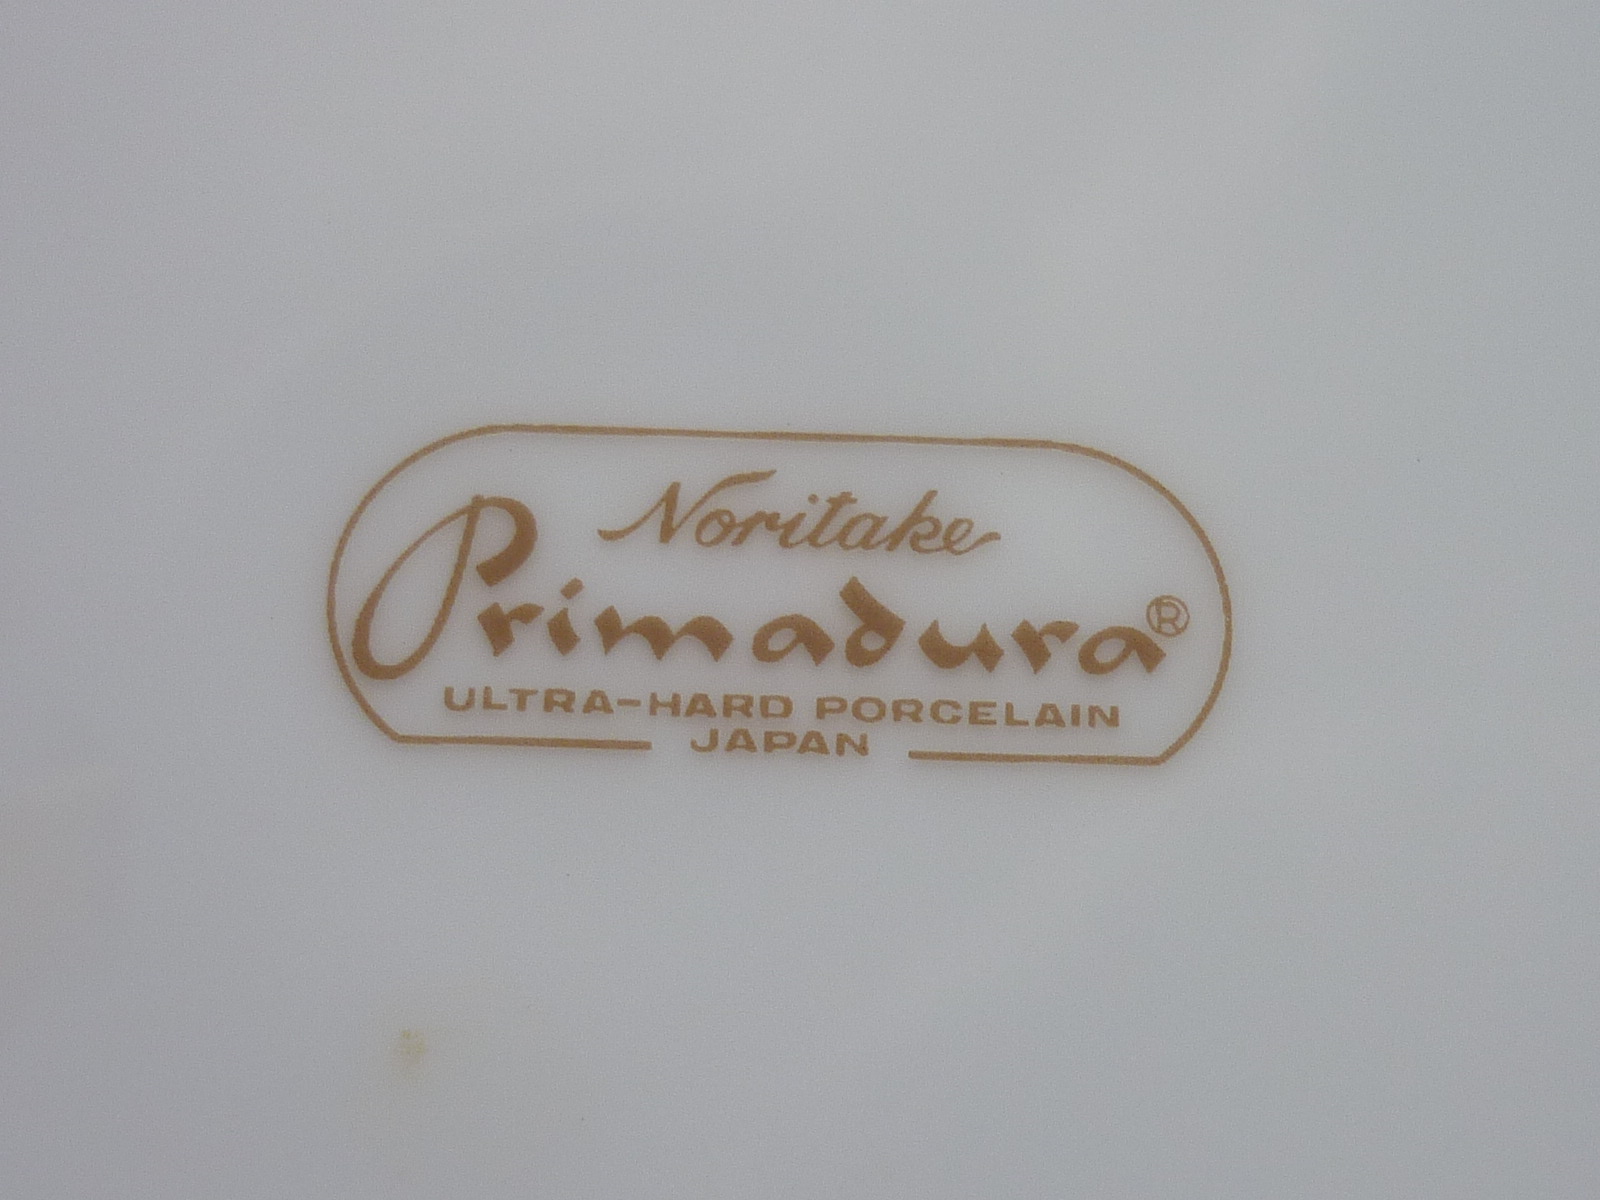 Noritake
Primadura®
ULTRA-HARD PORCELAIN
JAPAN